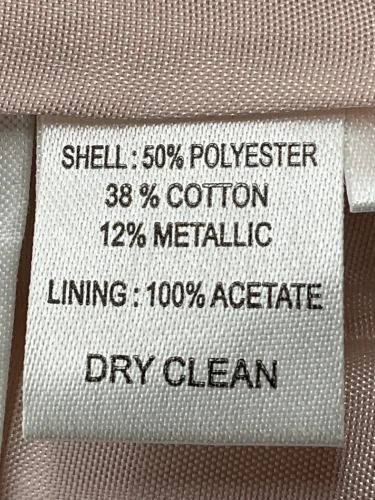 SHELL : 50% POLYESTER
38 % COTTON
12% METALLIC
LINING : 100% ACETATE
DRY CLEAN